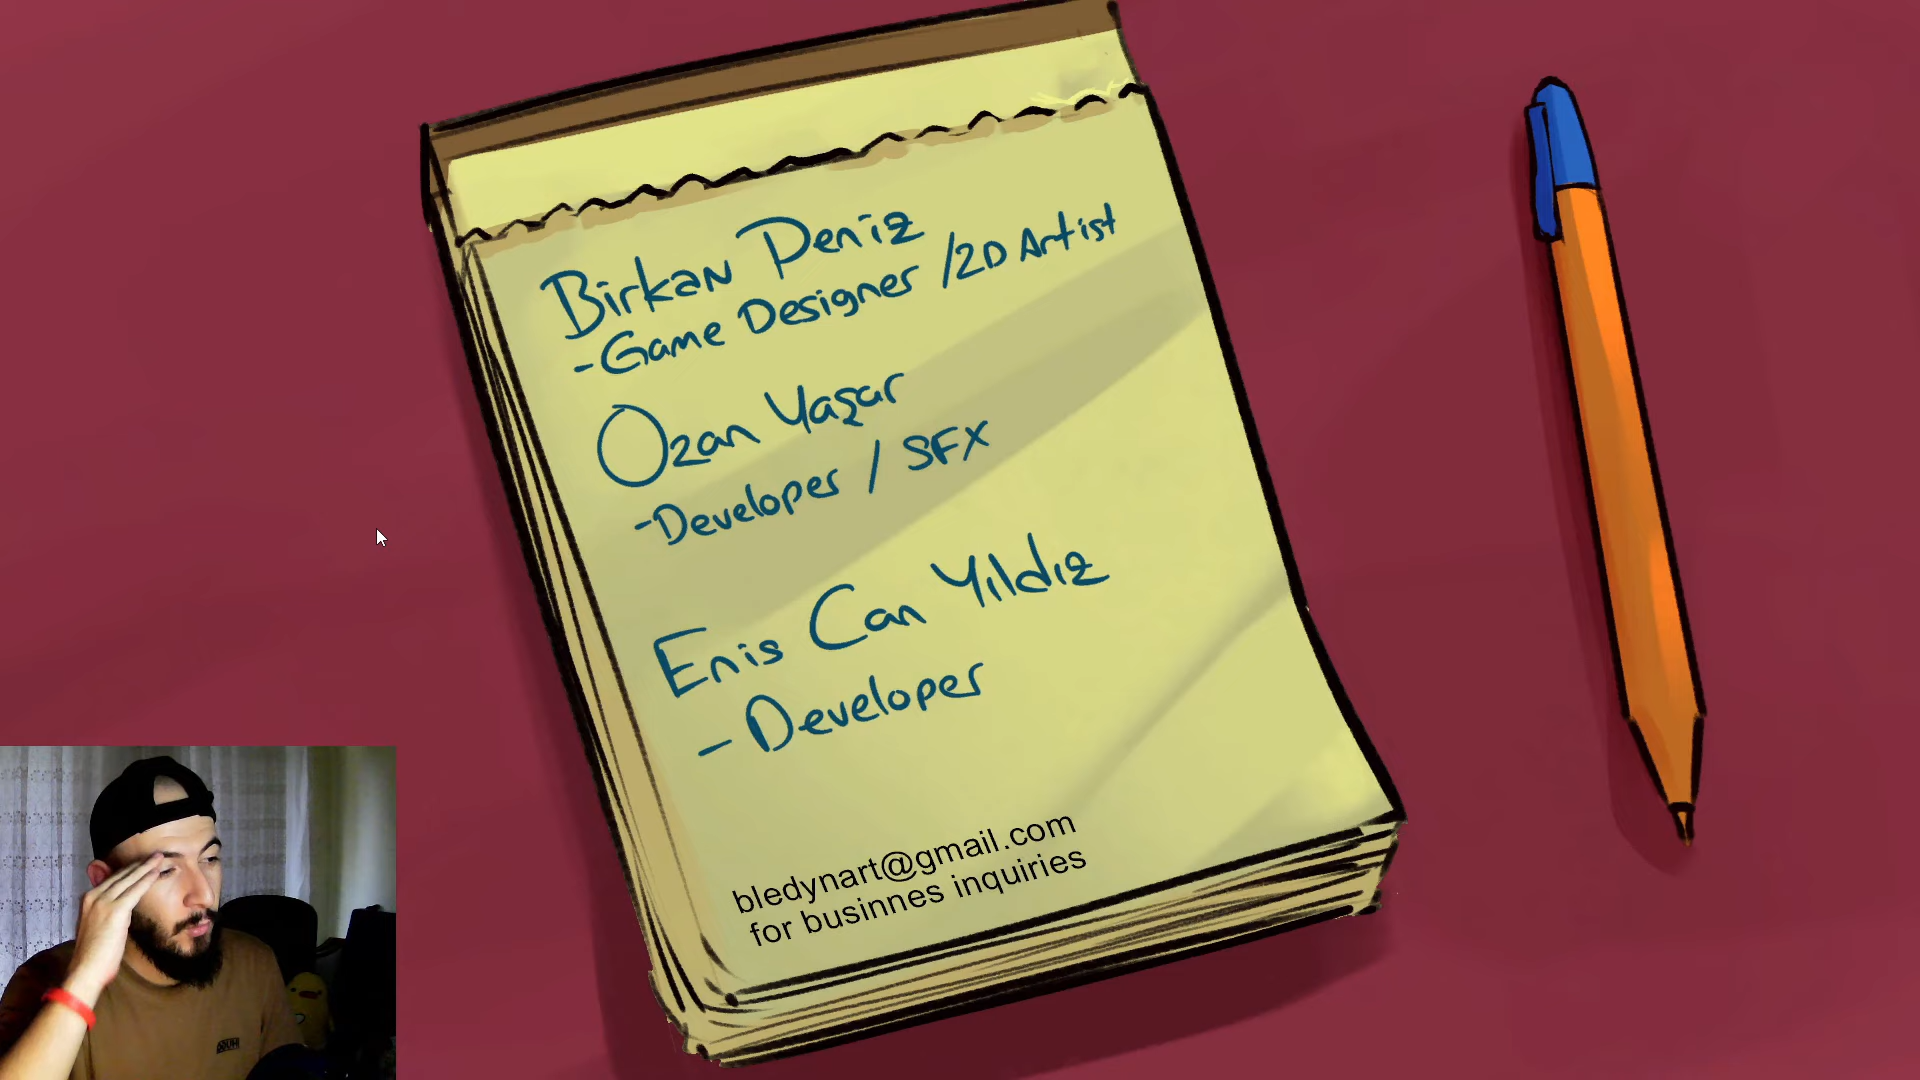 Birkan Deniz
-Game Designer /2D Artist
Ozan Yaşar
-Developer / SFX
Enis Can Yıldız
- Developer
bledynart@gmail.com
for businnes inquiries